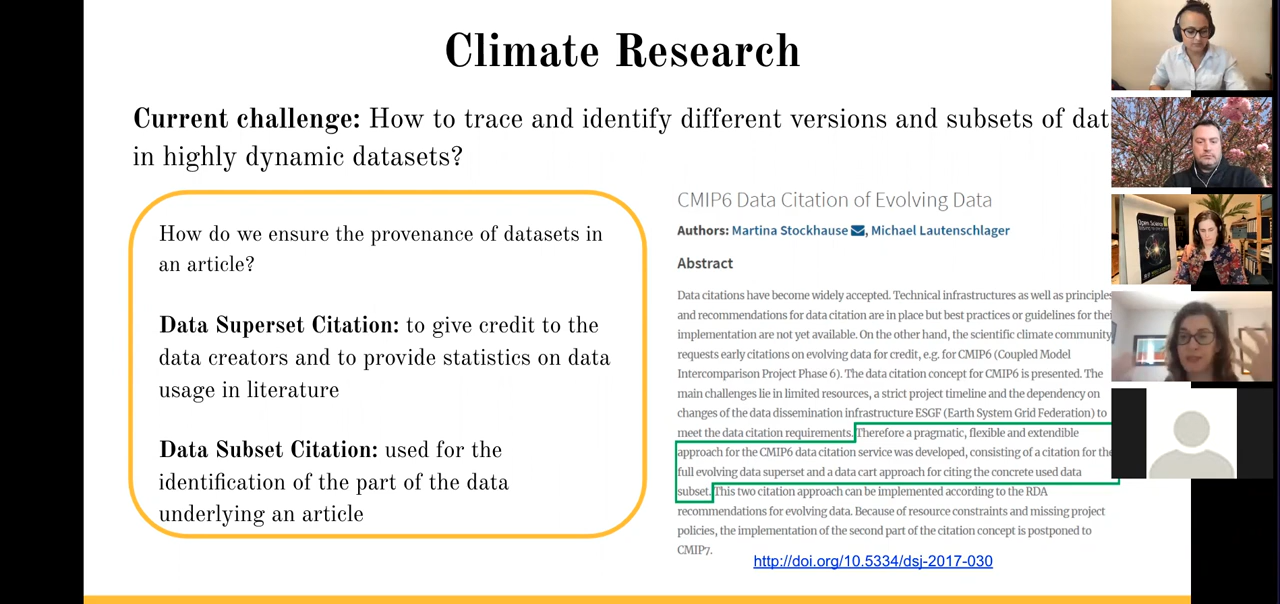 Climate Research
Current challenge: How to trace and identify different versions and subsets of dat
in highly dynamic datasets?
How do we ensure the provenance of datasets in
an article?
Data Superset Citation: to give credit to the
data creators and to provide statistics on data
usage in literature
Data Subset Citation: used for the
identification of the part of the data
underlying an article
CMIP6 Data Citation of Evolving Data
Authors: Martina Stockhause, Michael Lautenschlager
Abstract
Data citations have become widely accepted. Technical infrastructures as well as principles
and recommendations for data citation are in place but best practices or guidelines for thei
implementation are not yet available. On the other hand, the scientific climate community
requests early citations on evolving data for credit, e.g. for CMIP6 (Coupled Model
Intercomparison Project Phase 6). The data citation concept for CMIP6 is presented. The
main challenges lie in limited resources, a strict project timeline and the dependency on
changes of the data dissemination infrastructure ESGF (Earth System Grid Federation) to
meet the data citation requirements. Therefore a pragmatic, flexible and extendible
approach for the CMIP6 data citation service was developed, consisting of a citation for the
full evolving data superset and a data cart approach for citing the concrete used data
subset. This two citation approach can be implemented according to the RDA
recommendations for evolving data. Because of resource constraints and missing project
policies, the implementation of the second part of the citation concept is postponed to
CMIP7.
http://doi.org/10.5334/dsj-2017-030
Open Science